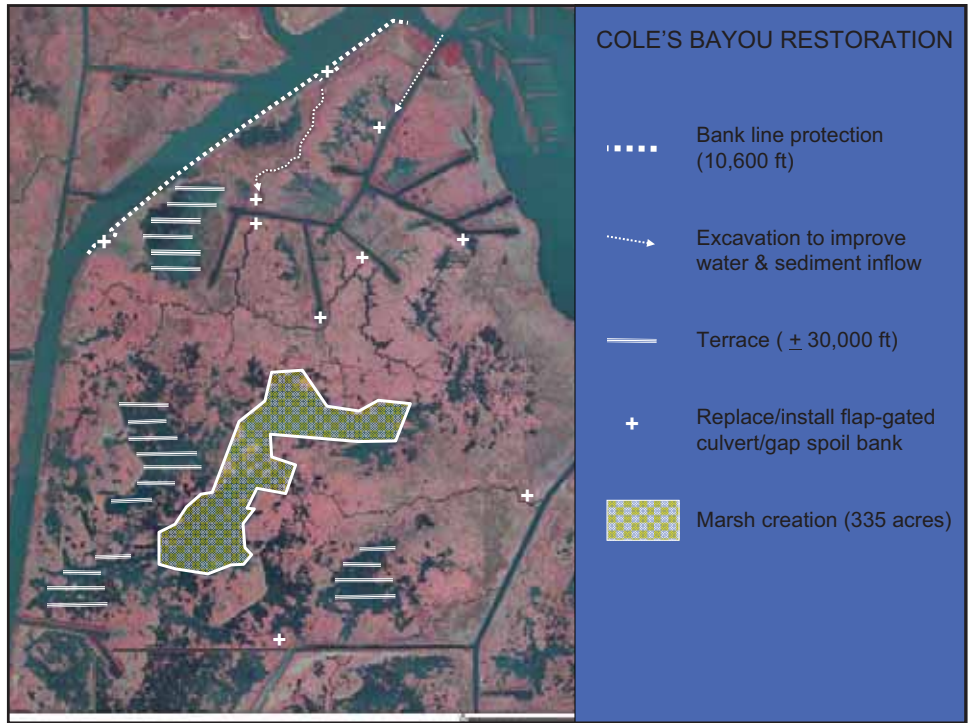 COLE'S BAYOU RESTORATION
Bank line protection
(10,600 ft)
Excavation to improve
water & sediment inflow
Terrace ( ± 30,000 ft)
Replace/install flap-gated
culvert/gap spoil bank
Marsh creation (335 acres)